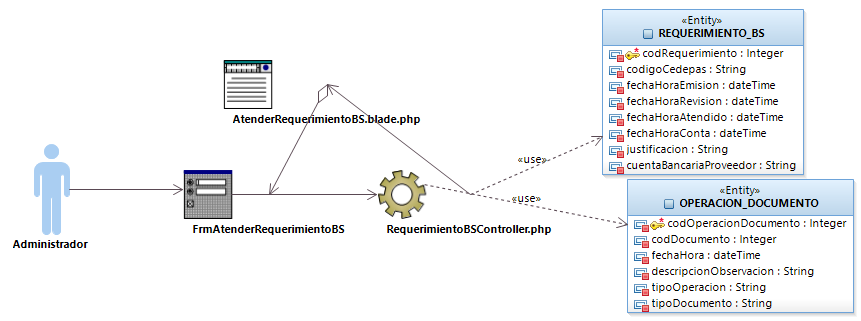 «Entity»
REQUERIMIENTO_BS
codRequerimiento : Integer
codigoCedepas : String
fechaHoraEmision : dateTime
fechaHoraRevision : dateTime
fechaHoraAtendido : dateTime
fechaHoraConta : dateTime
justificacion : String
cuentaBancariaProveedor : String
AtenderRequerimientoBS.blade.php
«use»
«use»
Administrador
FrmAtenderRequerimientoBS
RequerimientoBSController.php
«Entity»
OPERACION_DOCUMENTO
codOperacionDocumento : Integer
codDocumento : Integer
fechaHora : dateTime
descripcionObservacion : String
tipoOperacion : String
tipoDocumento : String